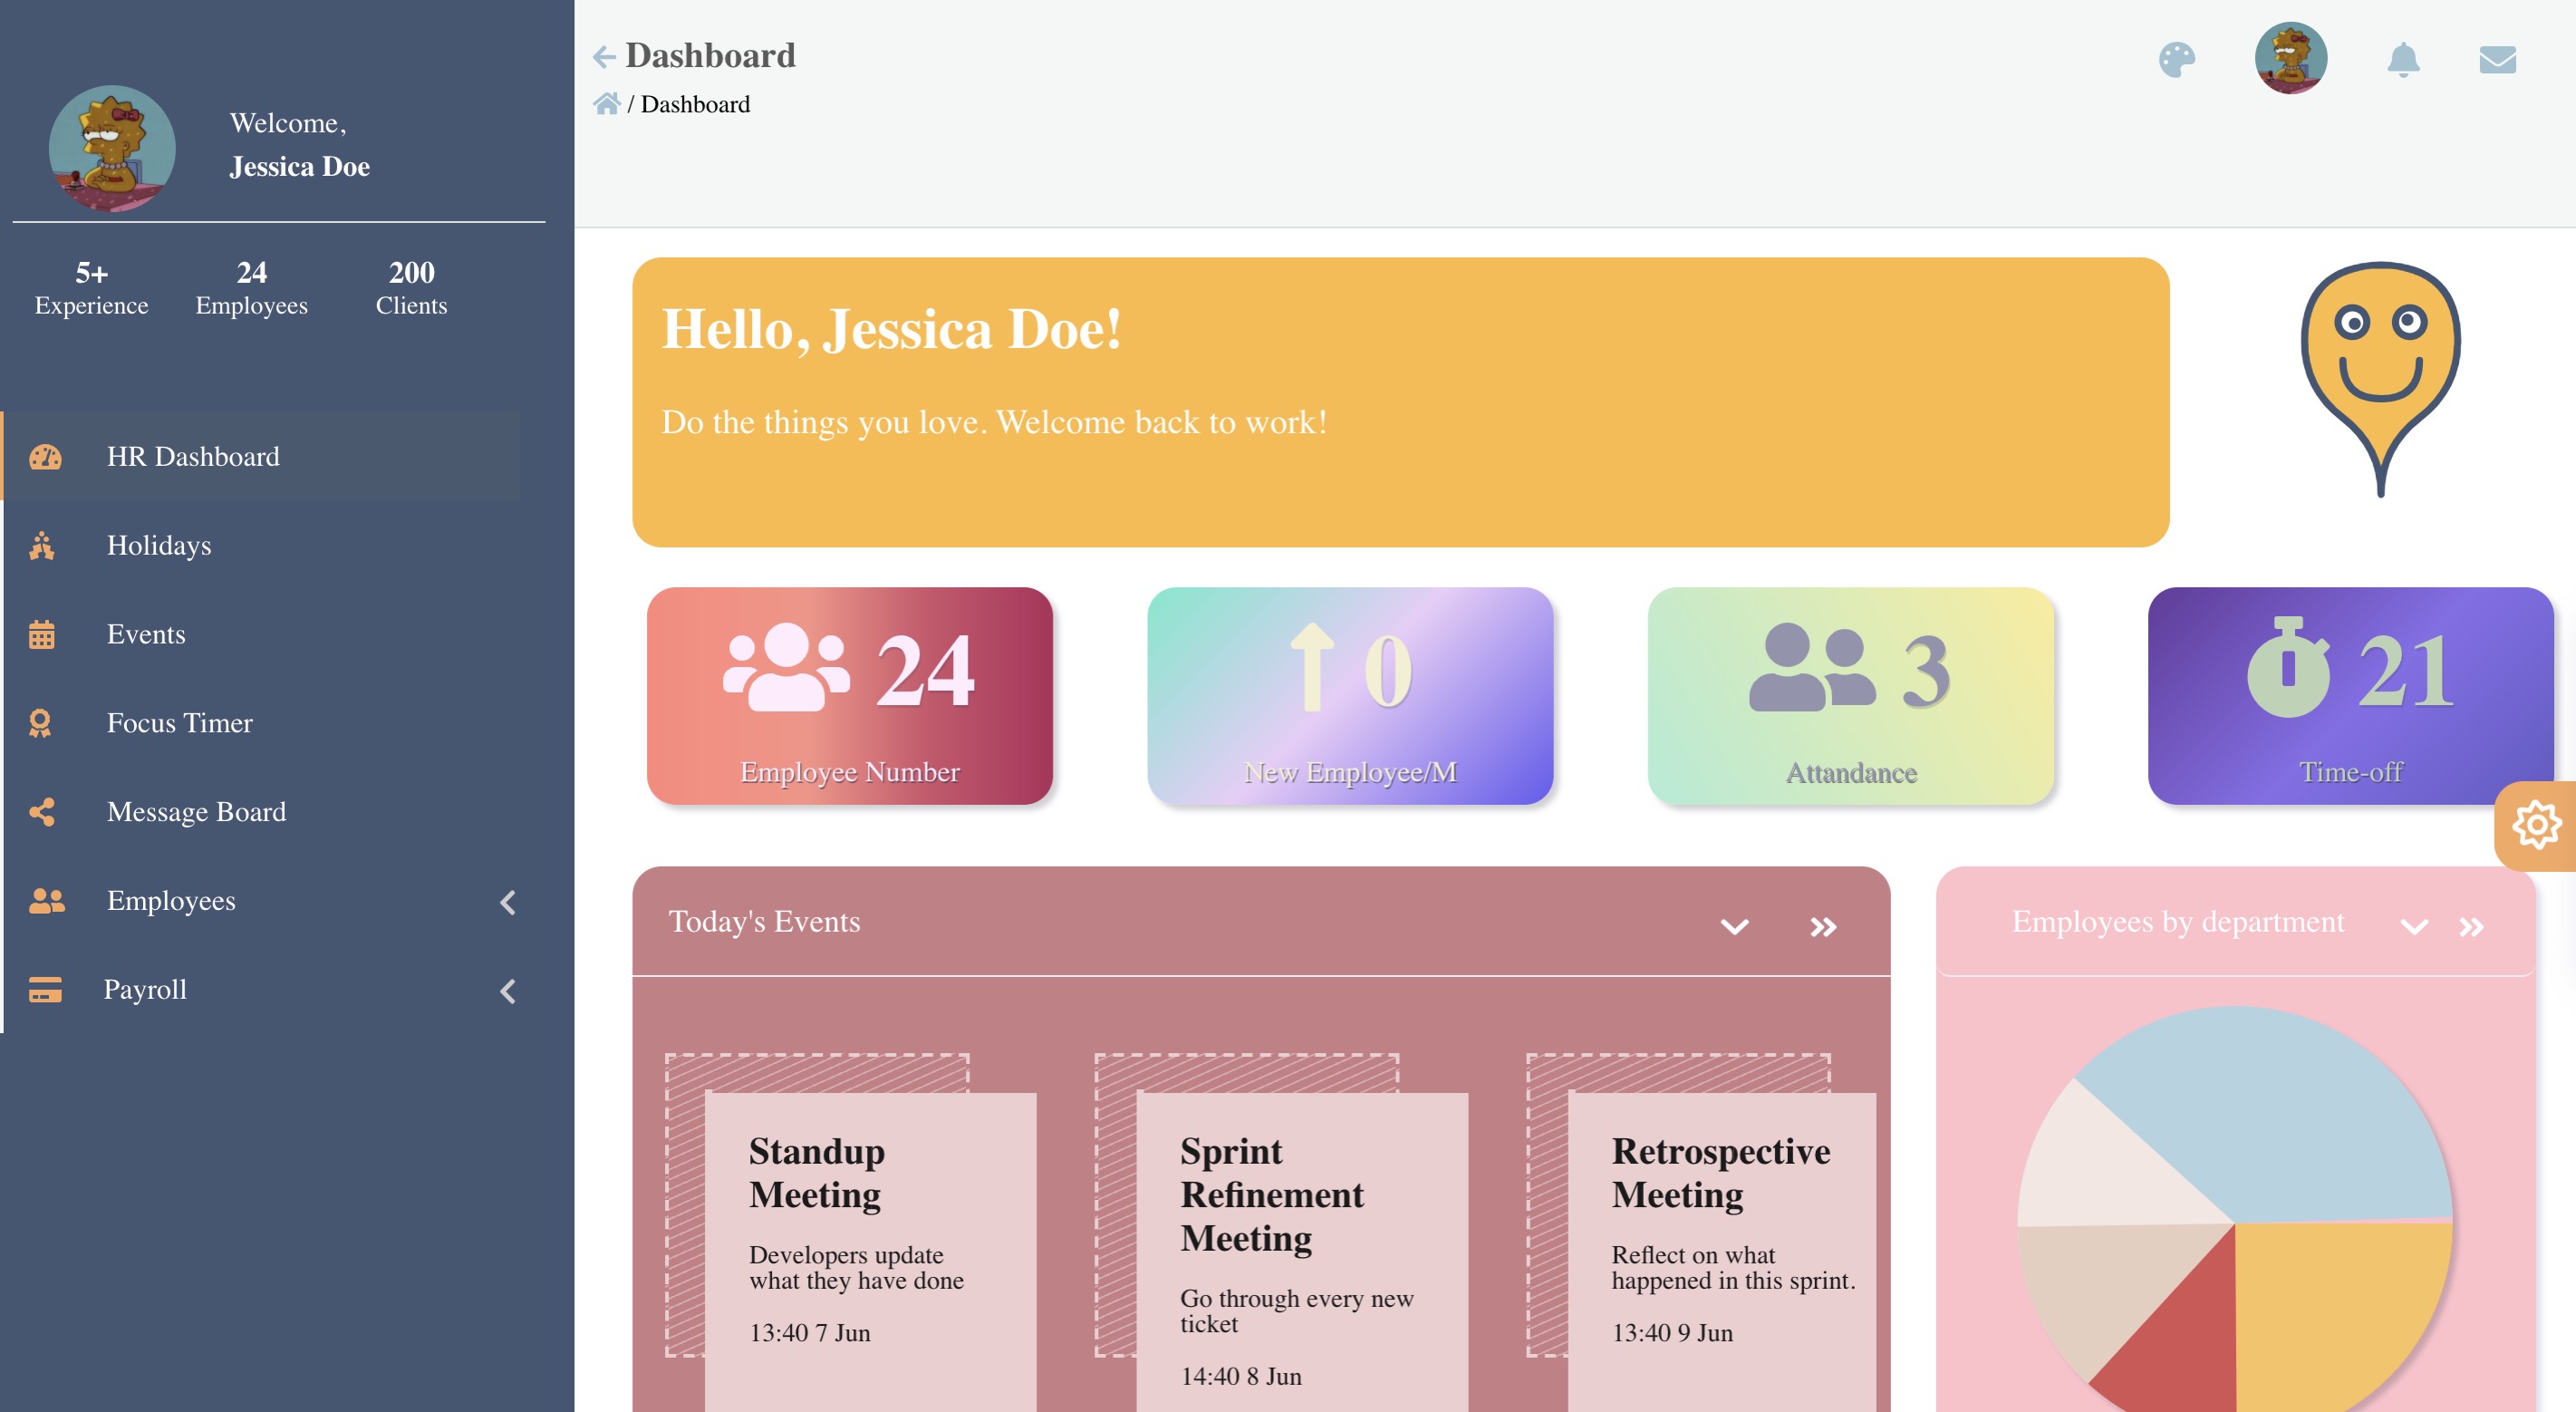 Welcome,
Jessica Doe
5+
Experience
24
Employees
200
Clients
HR Dashboard
Holidays
Events
Focus Timer
Message Board
Employees
Payroll
Dashboard
/ Dashboard
Hello, Jessica Doe!
Do the things you love. Welcome back to work!
24
Employee Number
0
New Employee/M
3
Attandance
21
Time-off
Today's Events
Standup
Meeting
Developers update
what they have done
13:40 7 Jun
Sprint
Refinement
Meeting
Go through every new
ticket
14:40 8 Jun
Retrospective
Meeting
Reflect on what
happened in this sprint.
13:40 9 Jun
Employees by department